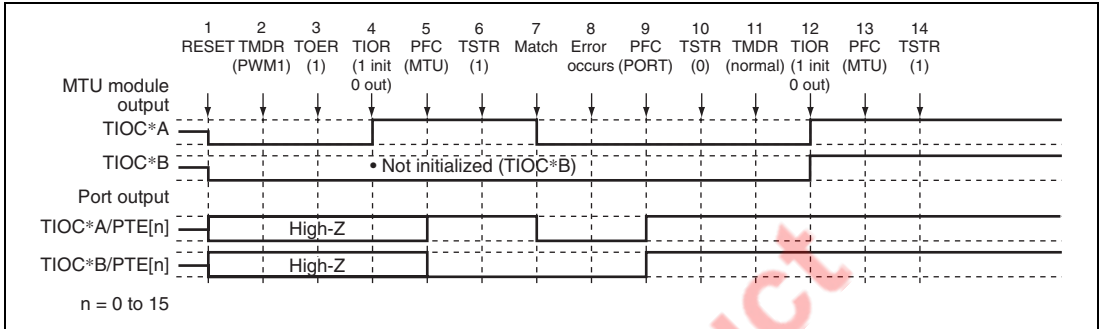 1 2 3 4 5 6 7 8 9 10 11 12 13 14
RESET TMDR TOER TIOR PFC TSTR Match Error PFC TSTR TMDR TIOR PFC TSTR
(PWM1) (1) (1 init (MTU) (1) occurs (PORT) (0) (normal) (1 init (MTU) (1)
0 out) 0 out)
MTU module
output
TIOC*A
TIOC*B
• Not initialized (TIOC*B)
Port output
TIOC*A/PTE[n]
High-Z
TIOC*B/PTE[n]
High-Z
n = 0 to 15
uct